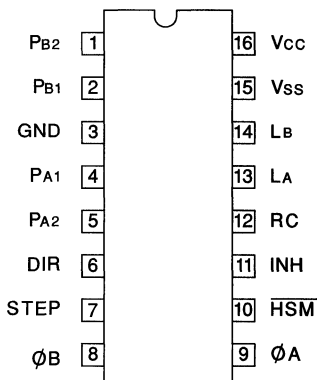 PB2 1 16 VCC
PB1 2 15 VSS
GND 3 14 LB
PA1 4 13 LA
PA2 5 12 RC
DIR 6 11 INH
STEP 7 10 H̅S̅M̅
ØB 8 9 ØA